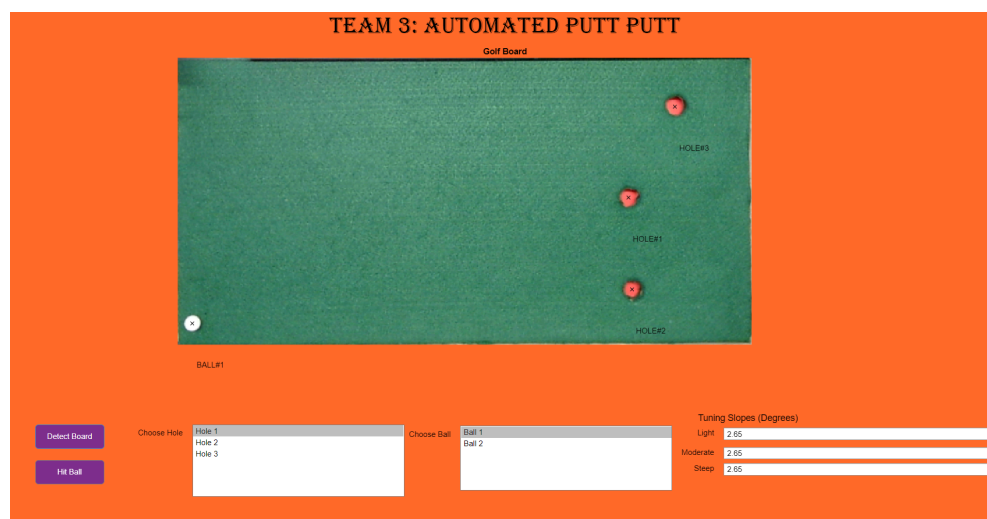 TEAM 3: AUTOMATED PUTT PUTT
Golf Board
HOLE#3
HOLE#1
HOLE#2
BALL#1
Detect Board
Hit Ball
Choose Hole
Hole 1
Hole 2
Hole 3
Choose Ball
Ball 1
Ball 2
Tuning Slopes (Degrees)
Light 2.65
Moderate 2.65
Steep 2.65